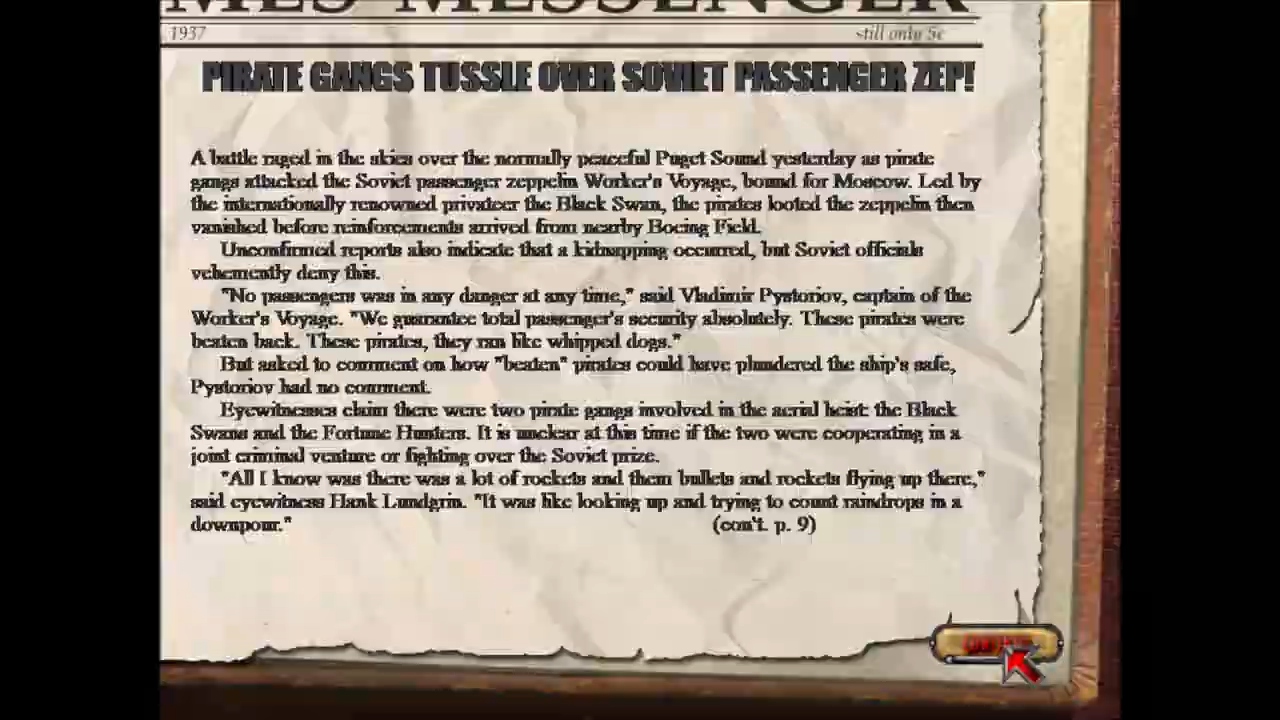 MES MESSENGER
1937 still only 5c
PIRATE GANGS TUSSLE OVER SOVIET PASSENGER ZEP!
A battle raged in the skies over the normally peaceful Puget Sound yesterday as pirate
gangs attacked the Soviet passenger zeppelin Worker's Voyage, bound for Moscow. Led by
the internationally renowned privateer the Black Swan, the pirates looted the zeppelin then
vanished before reinforcements arrived from nearby Boeing Field.
Unconfirmed reports also indicate that a kidnapping occurred, but Soviet officials
vehemently deny this.
"No passengers was in any danger at any time," said Vladimir Pystoriov, captain of the
Worker's Voyage. "We guarantee total passenger's security absolutely. These pirates were
beaten back. These pirates, they ran like whipped dogs."
But asked to comment on how "beaten" pirates could have plundered the ship's safe,
Pystoriov had no comment.
Eyewitnesses claim there were two pirate gangs involved in the aerial heist: the Black
Swans and the Fortune Hunters. It is unclear at this time if the two were cooperating in a
joint criminal venture or fighting over the Soviet prize.
"All I know was there was a lot of rockets and them bullets and rockets flying up there,"
said eyewitness Hank Lundgrin. "It was like looking up and trying to count raindrops in a
downpour." (con't. p. 9)